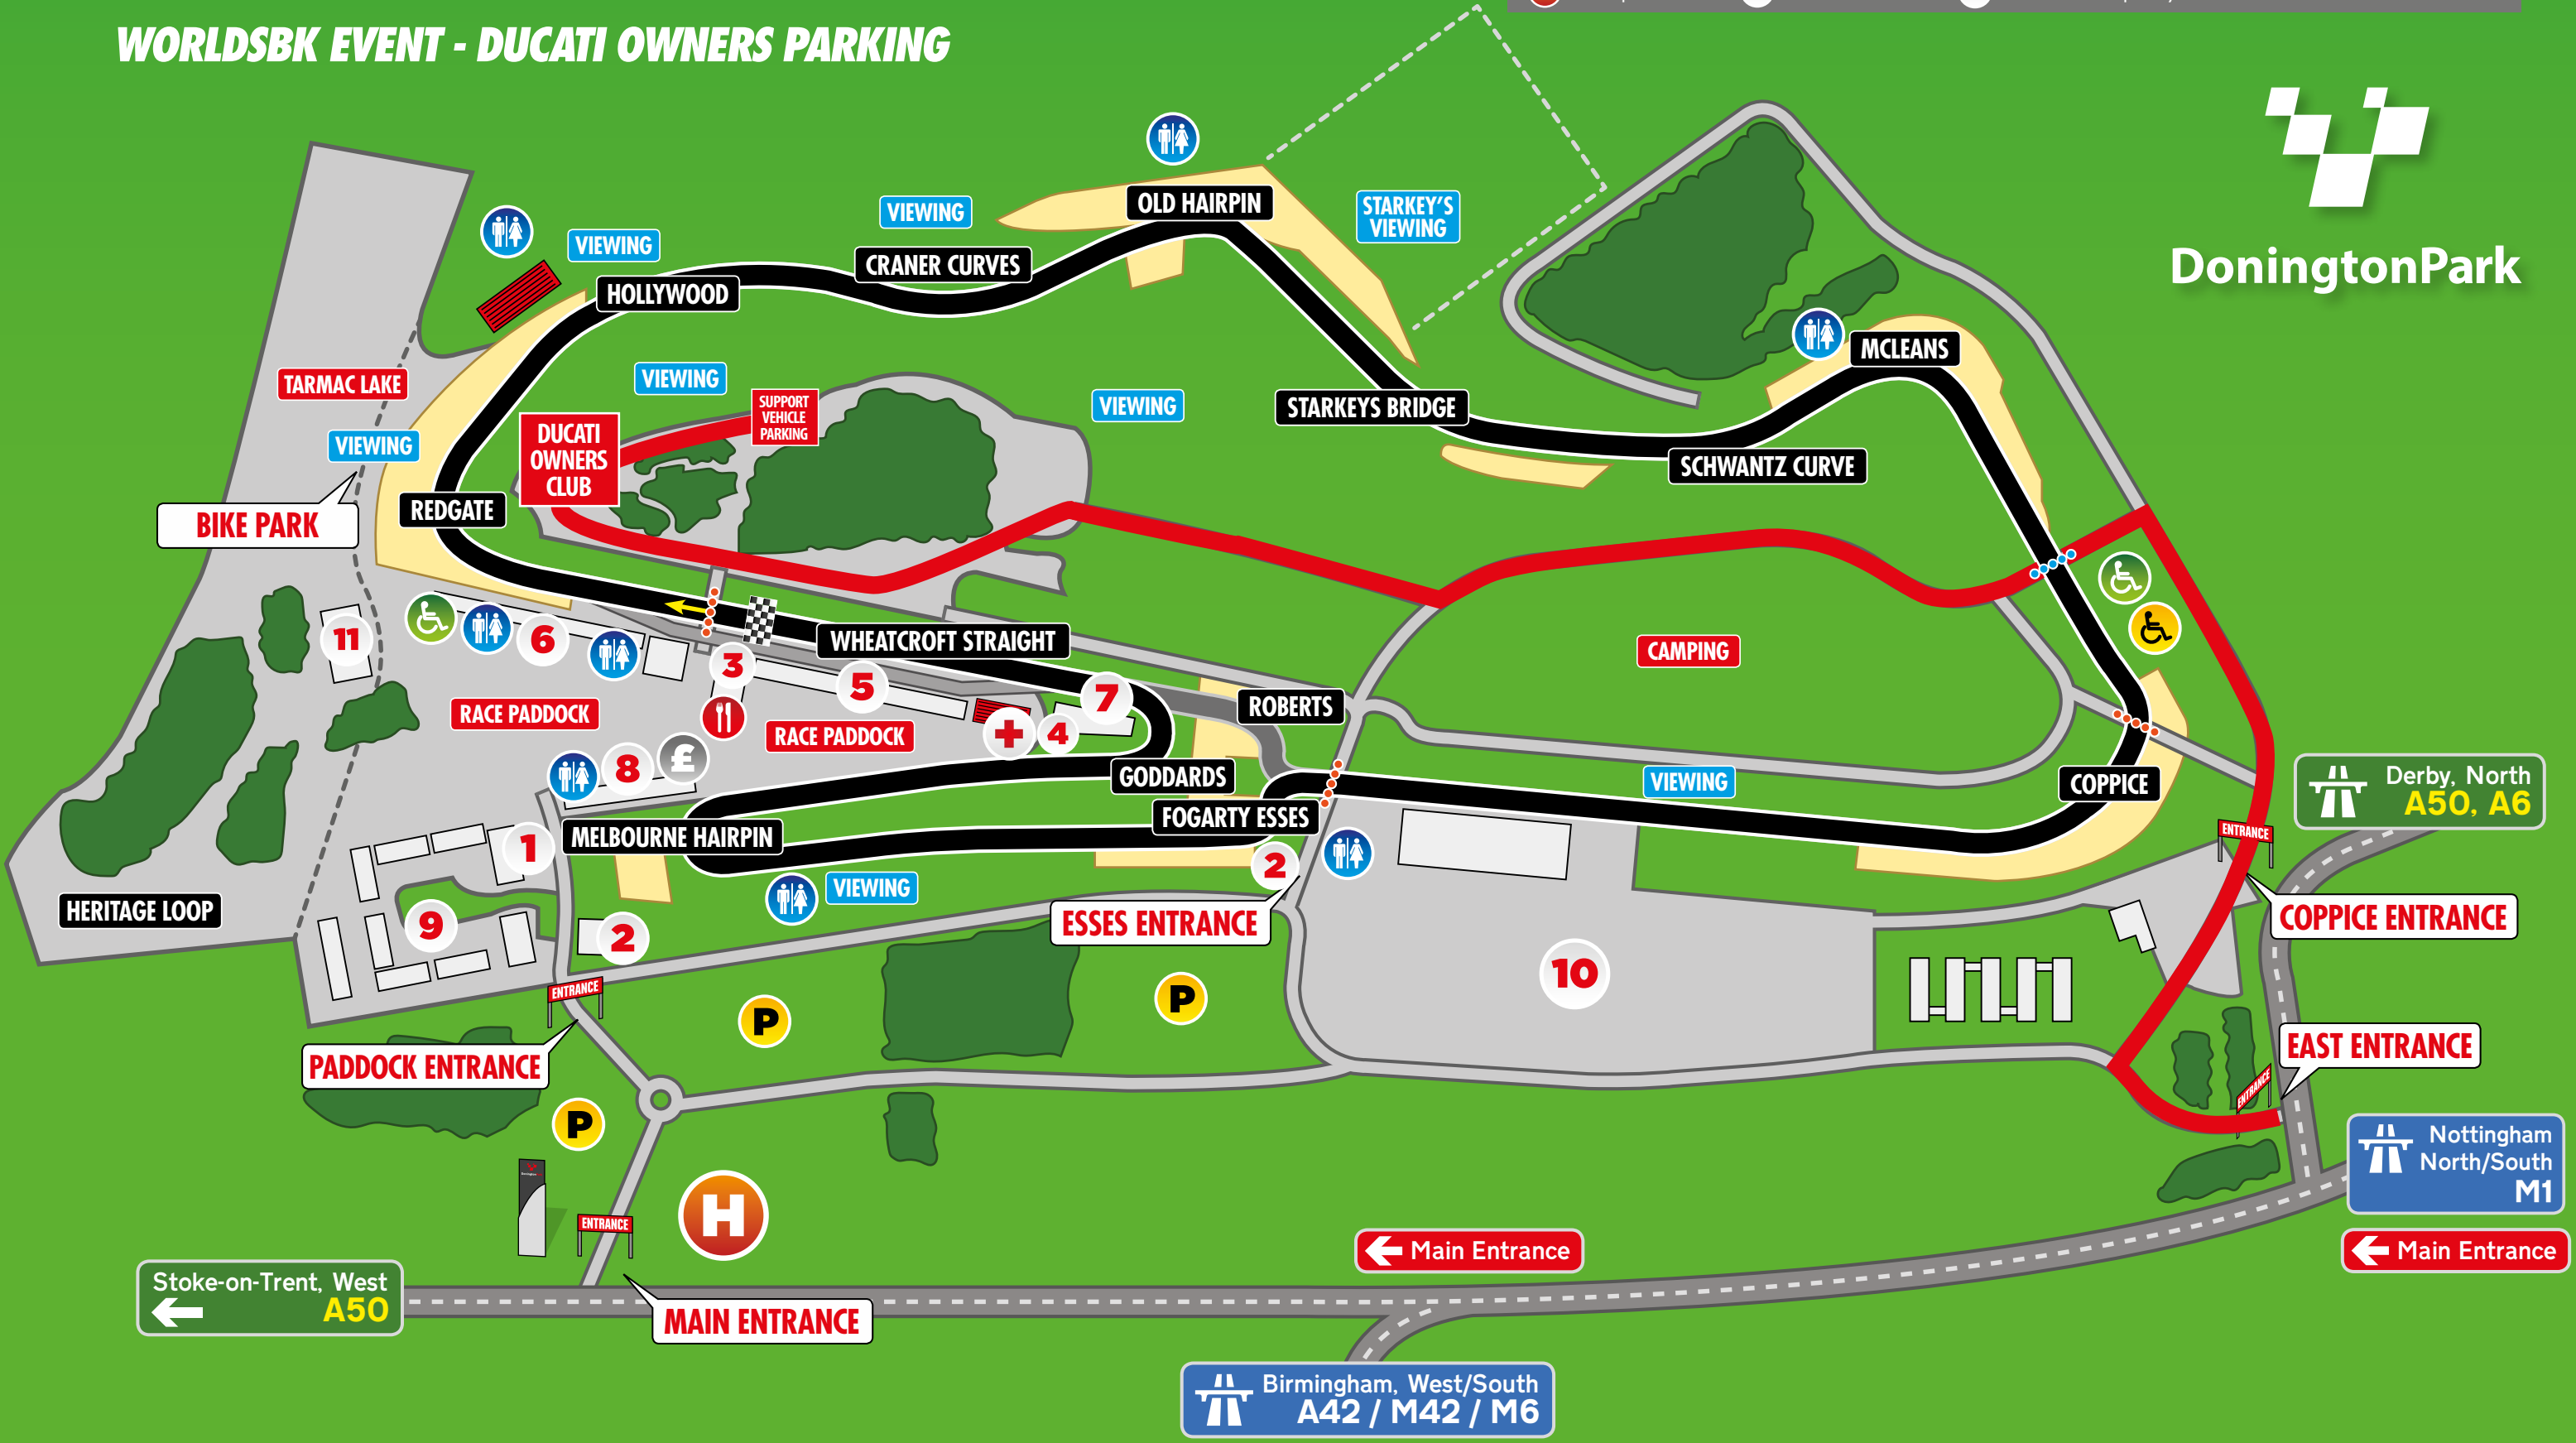 WORLDSBK EVENT - DUCATI OWNERS PARKING
DoningtonPark
OLD HAIRPIN
VIEWING
STARKEY'S
VIEWING
VIEWING
CRANER CURVES
HOLLYWOOD
MCLEANS
TARMAC LAKE
VIEWING
SUPPORT
VEHICLE
PARKING
VIEWING
STARKEYS BRIDGE
DUCATI
OWNERS
CLUB
VIEWING
SCHWANTZ CURVE
REDGATE
BIKE PARK
11
6
WHEATCROFT STRAIGHT
3
5
CAMPING
7
ROBERTS
RACE PADDOCK
RACE PADDOCK
4
8
£
GODDARDS
VIEWING
COPPICE
Derby, North
A50, A6
FOGARTY ESSES
MELBOURNE HAIRPIN
ENTRANCE
1
2
VIEWING
HERITAGE LOOP
9
2
ESSES ENTRANCE
COPPICE ENTRANCE
10
ENTRANCE
P
P
PADDOCK ENTRANCE
EAST ENTRANCE
ENTRANCE
P
Nottingham
North/South
M1
H
ENTRANCE
Main Entrance
Main Entrance
Stoke-on-Trent, West
A50
MAIN ENTRANCE
Birmingham, West/South
A42 / M42 / M6